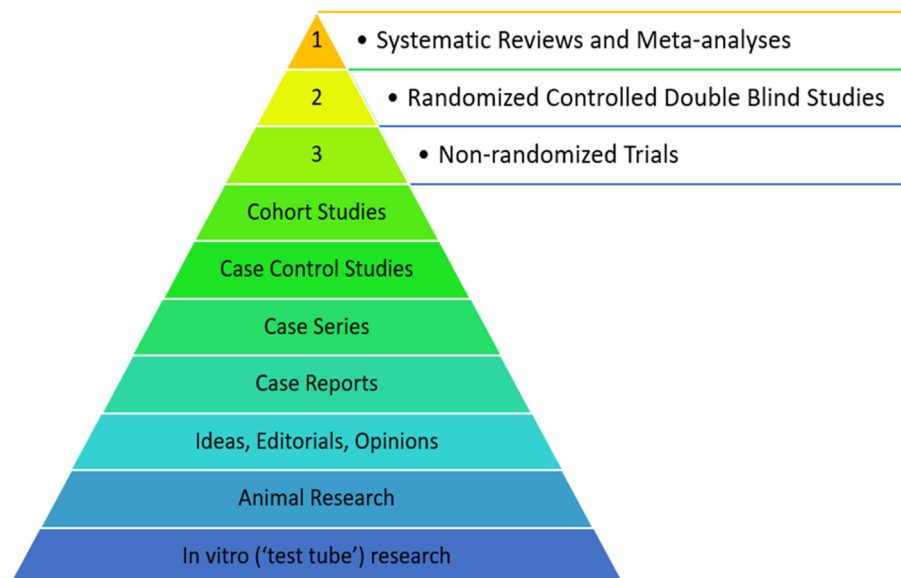 1
• Systematic Reviews and Meta-analyses
2
• Randomized Controlled Double Blind Studies
3
• Non-randomized Trials
Cohort Studies
Case Control Studies
Case Series
Case Reports
Ideas, Editorials, Opinions
Animal Research
In vitro (‘test tube’) research